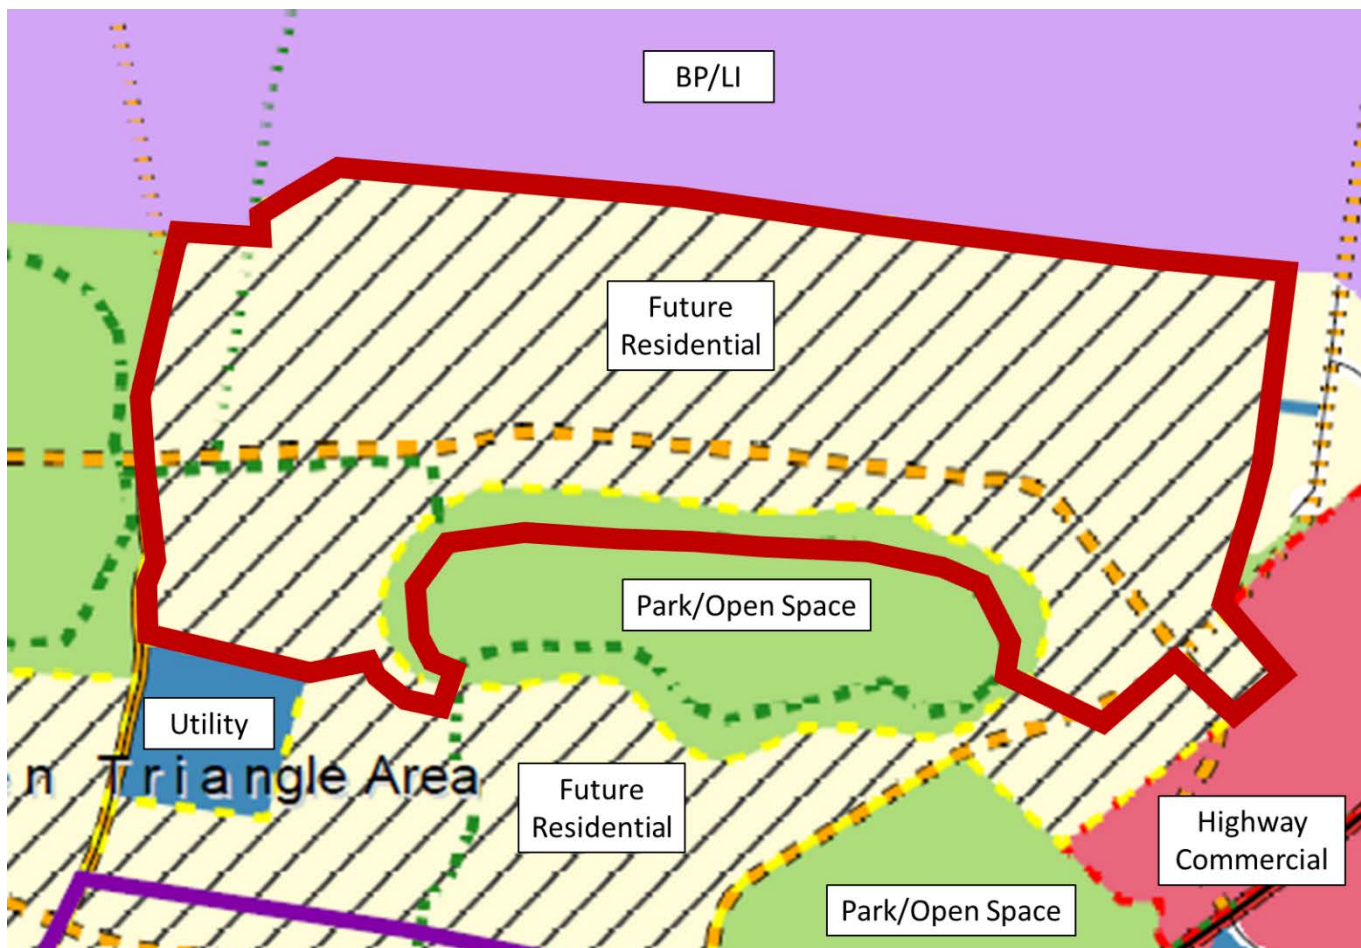 BP/LI
Future
Residential
Park/Open Space
Utility
n Triangle Area
Future
Residential
Highway
Commercial
Park/Open Space